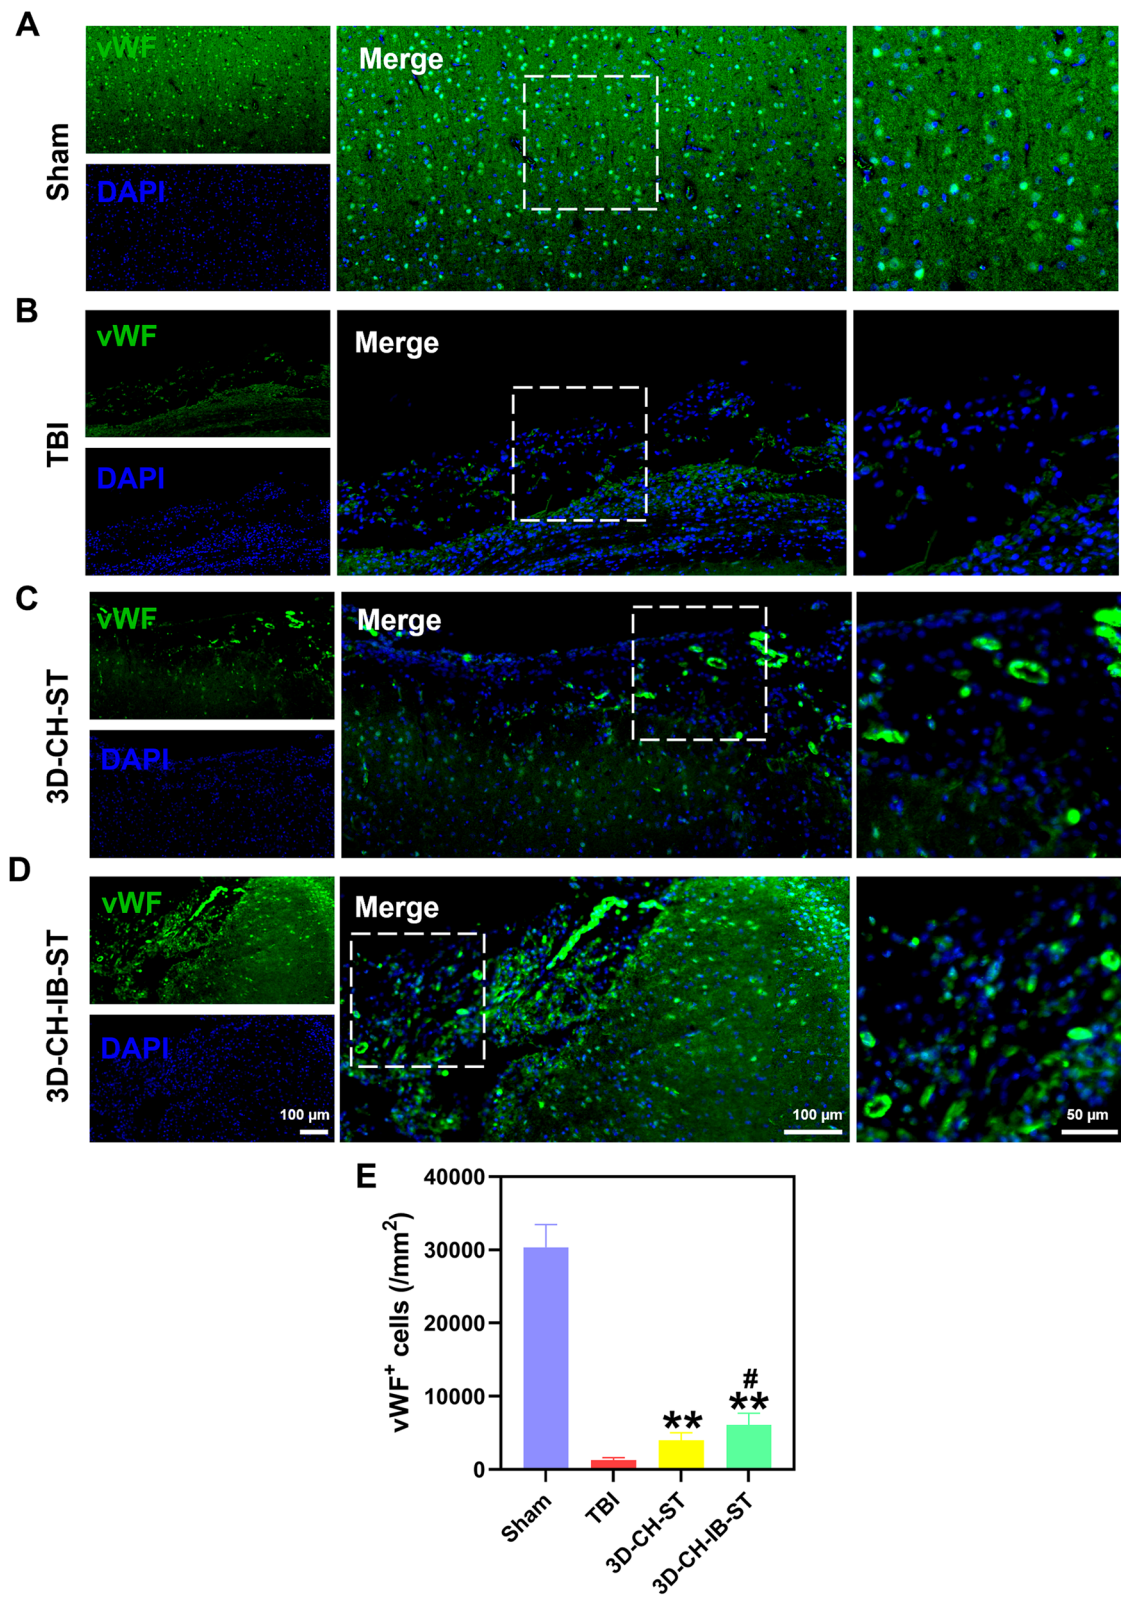 A
Sham
vWF
DAPI
Merge
B
TBI
vWF
DAPI
Merge
C
3D-CH-ST
vWF
DAPI
Merge
D
3D-CH-IB-ST
vWF
DAPI
100 µm
Merge
100 µm
50 µm
E
vWF+ cells (/mm2)
40000
30000
20000
10000
0
**
#
**
Sham
TBI
3D-CH-ST
3D-CH-IB-ST